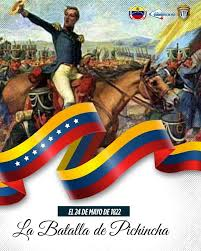 EL 24 DE MAYO DE 1822
La Batalla de Pichincha